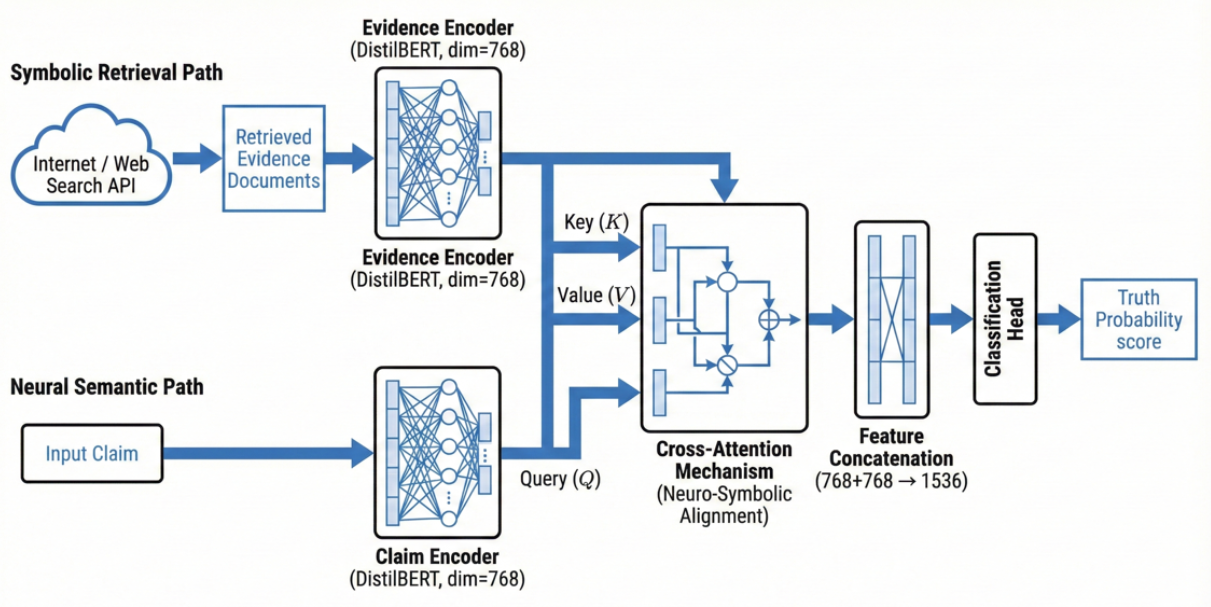 Symbolic Retrieval Path
Internet / Web
Search API
Retrieved
Evidence
Documents
Evidence Encoder
(DistilBERT, dim=768)
Evidence Encoder
(DistilBERT, dim=768)
Neural Semantic Path
Input Claim
Claim Encoder
(DistilBERT, dim=768)
Key (K)
Value (V)
Query (Q)
Cross-Attention
Mechanism
(Neuro-Symbolic
Alignment)
Feature
Concatenation
(768+768 → 1536)
Classification
Head
Truth
Probability
score